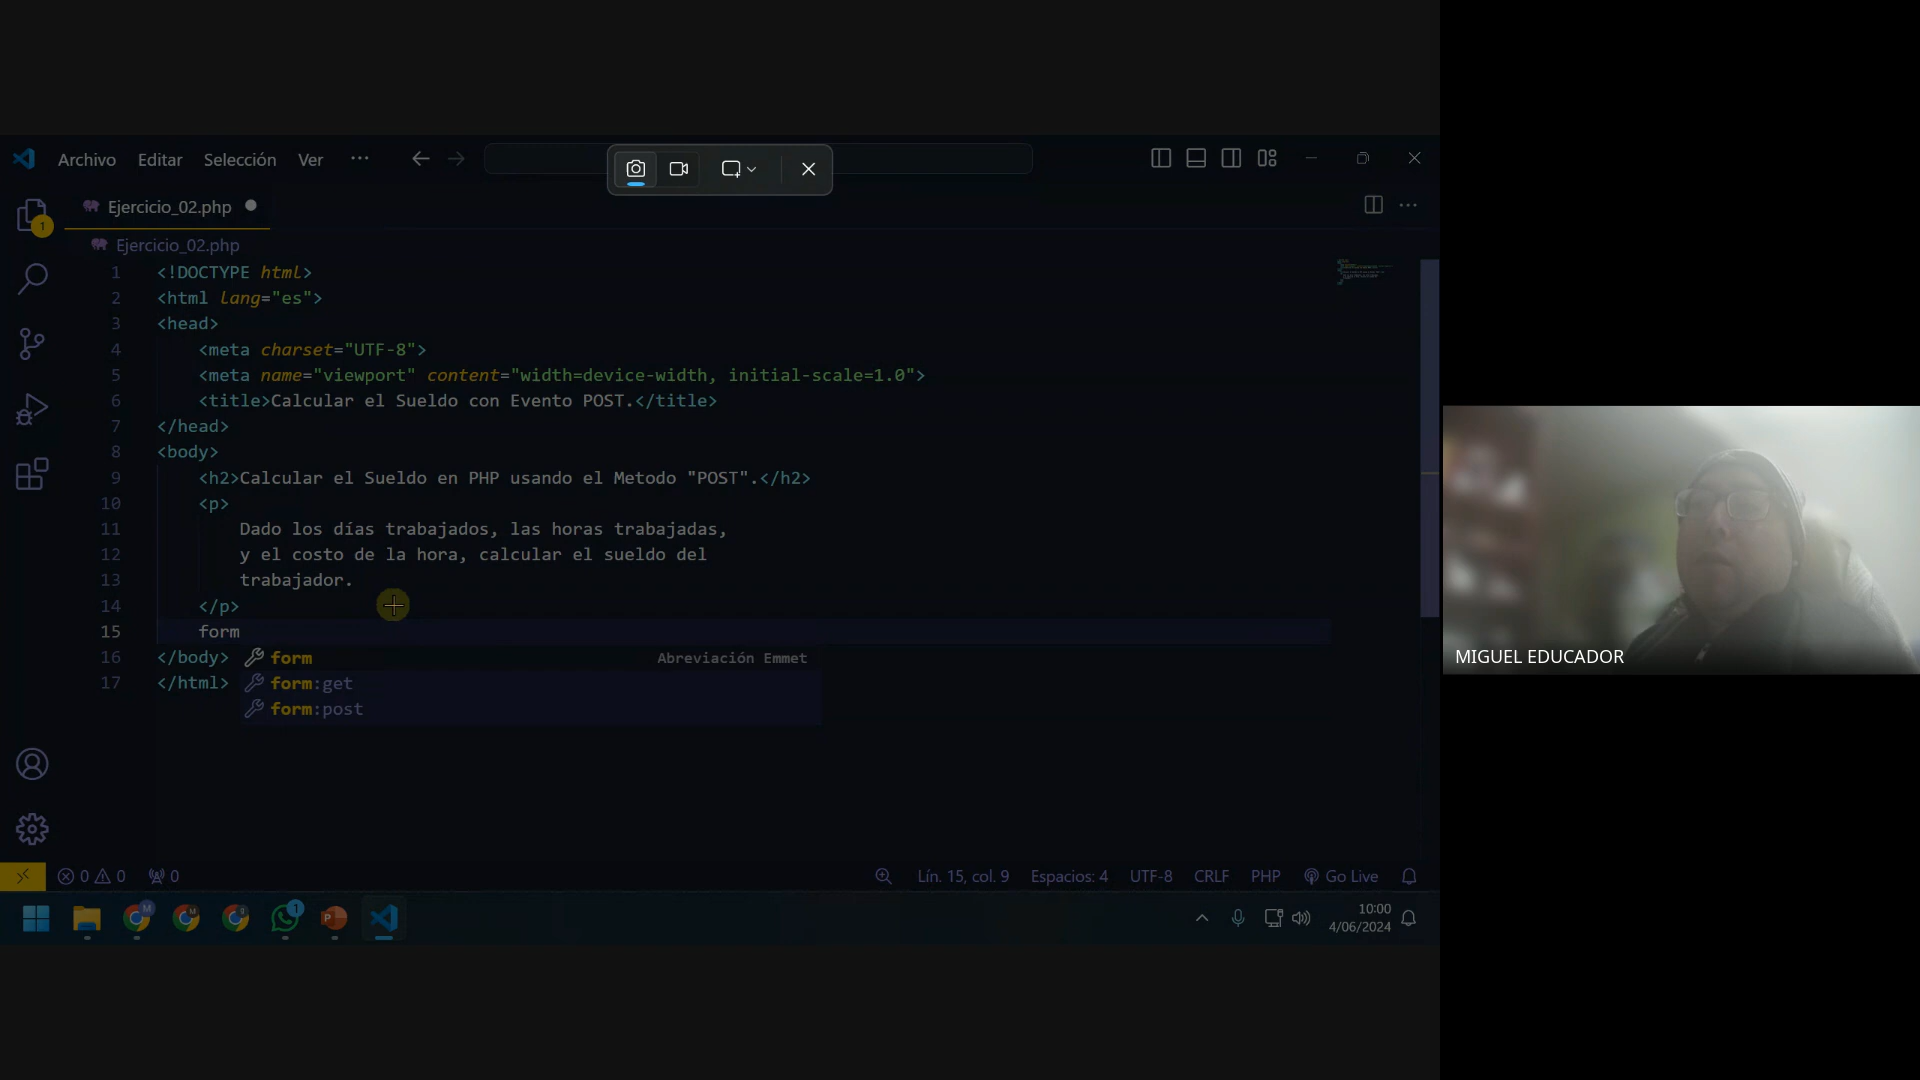 Archivo Editar Selección Ver ...
Ejercicio_02.php
1
Ejercicio_02.php
1 <!DOCTYPE html>
2 <html lang="es">
3 <head>
4 <meta charset="UTF-8">
5 <meta name="viewport" content="width=device-width, initial-scale=1.0">
6 <title>Calcular el Sueldo con Evento POST.</title>
7 </head>
8 <body>
9 <h2>Calcular el Sueldo en PHP usando el Metodo "POST".</h2>
10 <p>
11 Dado los días trabajados, las horas trabajadas,
12 y el costo de la hora, calcular el sueldo del
13 trabajador.
14 </p>
15 form
16 </body> form Abreviación Emmet
17 </html> form:get
form:post
MIGUEL EDUCADOR
0 0 0 Lín. 15, col. 9 Espacios: 4 UTF-8 CRLF PHP Go Live
M M g 1 P 10:00
4/06/2024